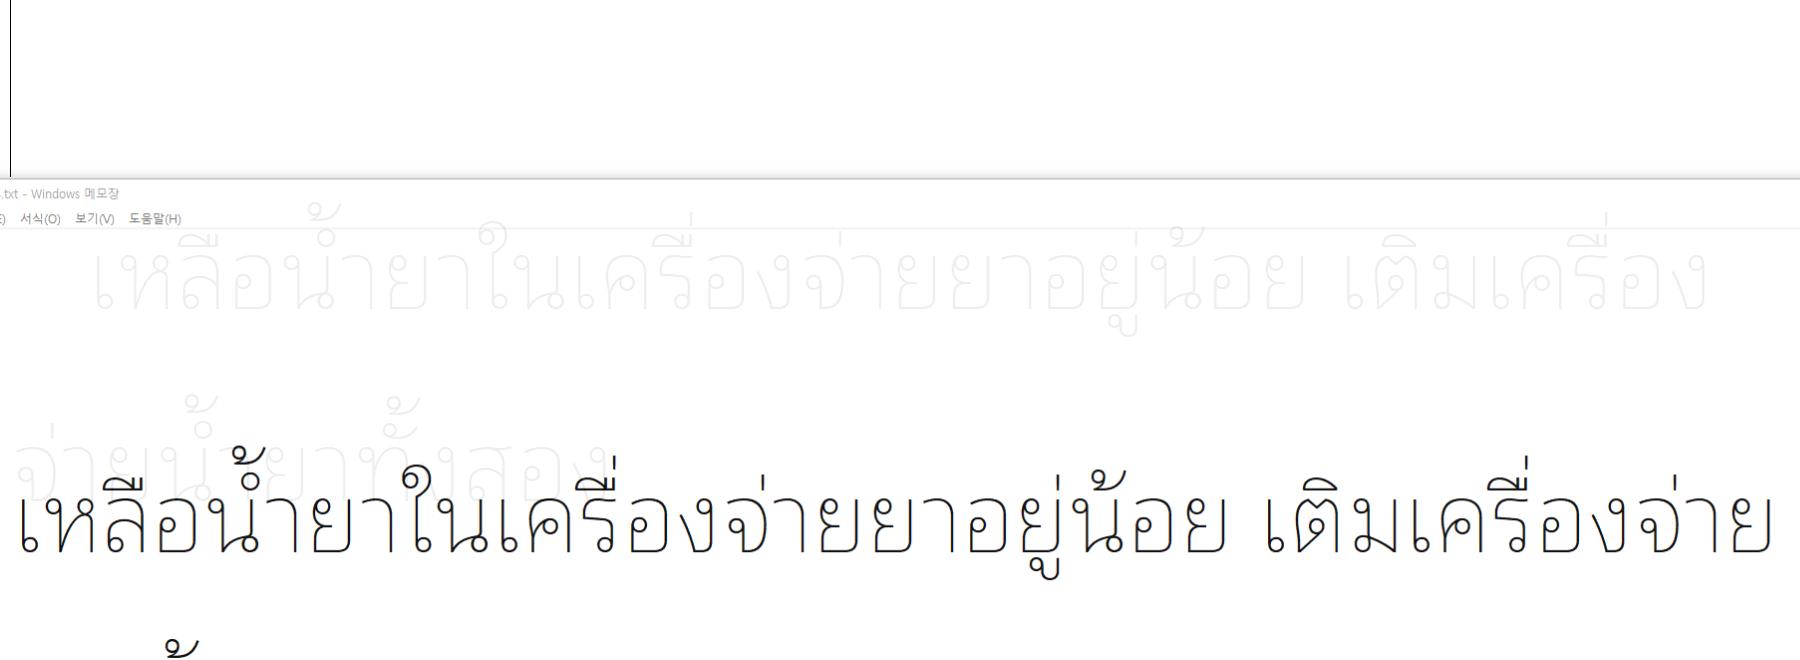 .txt - Windows 메모장
서식(O) 보기(V) 도움말(H)
เหลือน้ำยาในเครื่องจ่ายยาอยู่น้อย เติมเครื่อง
จ่ายน้ำยาทั้งสอง
เหลือน้ำยาในเครื่องจ่ายยาอยู่น้อย เติมเครื่องจ่าย